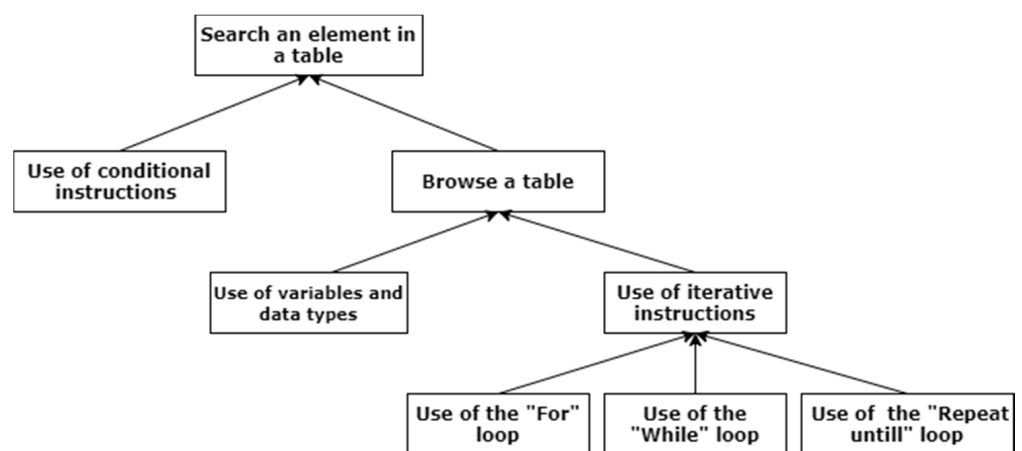 Search an element in
a table
Use of conditional
instructions
Browse a table
Use of variables and
data types
Use of iterative
instructions
Use of the "For"
loop
Use of the
"While" loop
Use of  the "Repeat
untill" loop